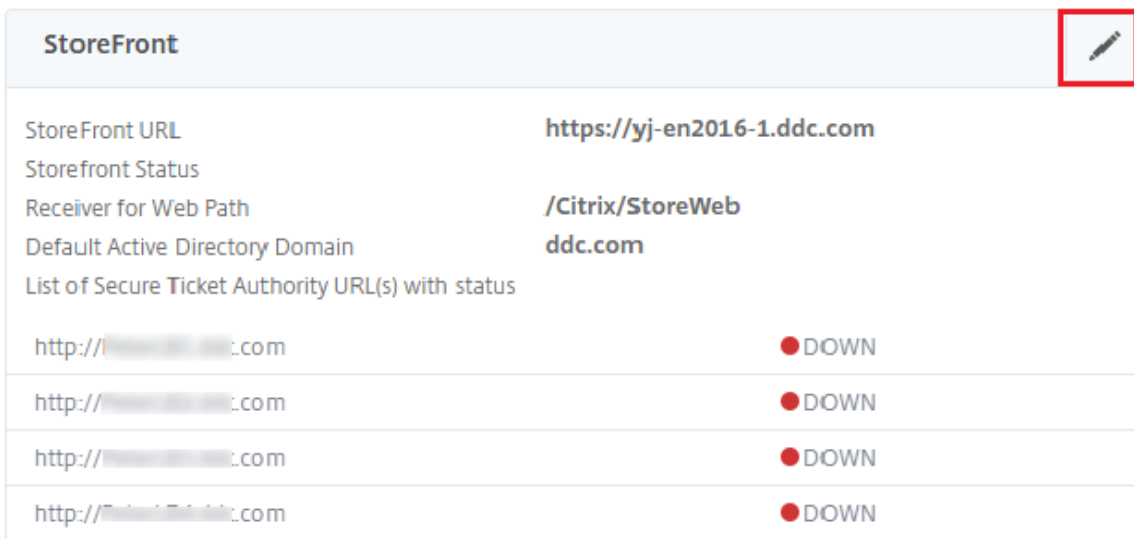 StoreFront
StoreFront URL https://yj-en2016-1.ddc.com
Storefront Status
Receiver for Web Path /Citrix/StoreWeb
Default Active Directory Domain ddc.com
List of Secure Ticket Authority URL(s) with status
http:// .com DOWN
http:// .com DOWN
http:// .com DOWN
http:// .com DOWN